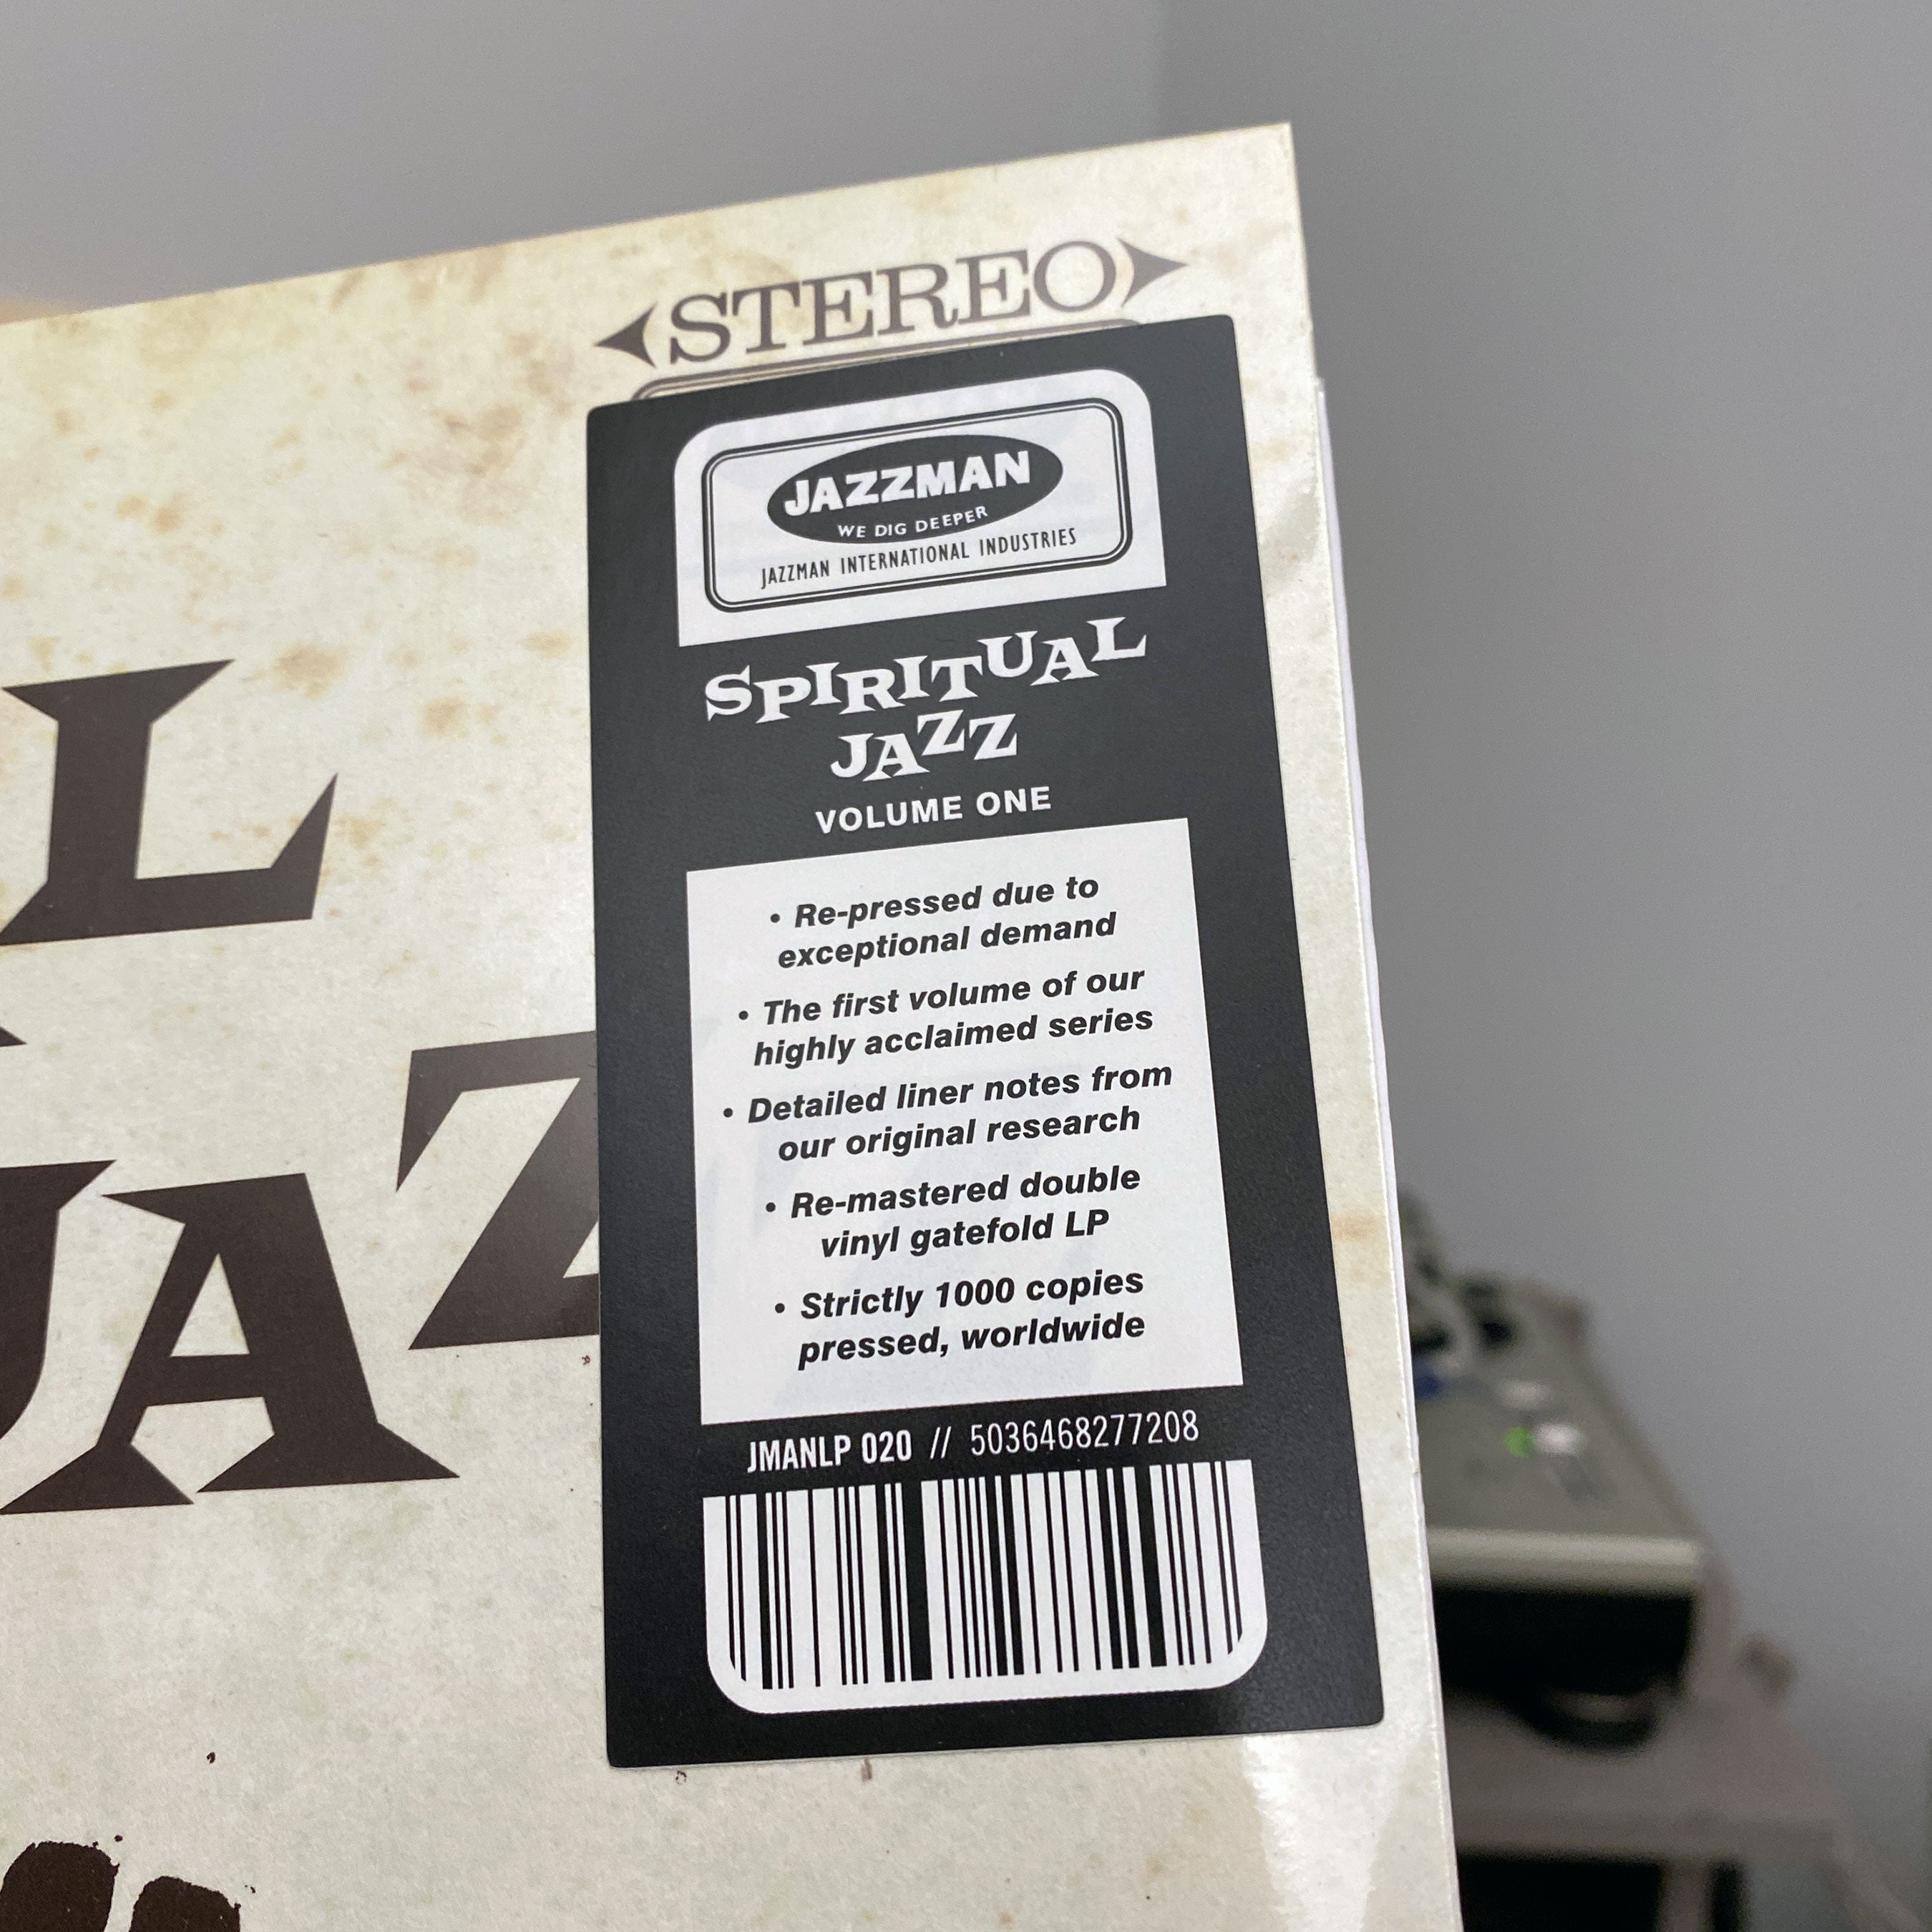 STEREO
JAZZMAN
WE DIG DEEPER
JAZZMAN INTERNATIONAL INDUSTRIES
SPIRITUAL
JAZZ
VOLUME ONE
• Re-pressed due to
exceptional demand
• The first volume of our
highly acclaimed series
• Detailed liner notes from
our original research
• Re-mastered double
vinyl gatefold LP
• Strictly 1000 copies
pressed, worldwide
JMANLP 020 // 5036468277208
L
JAZ